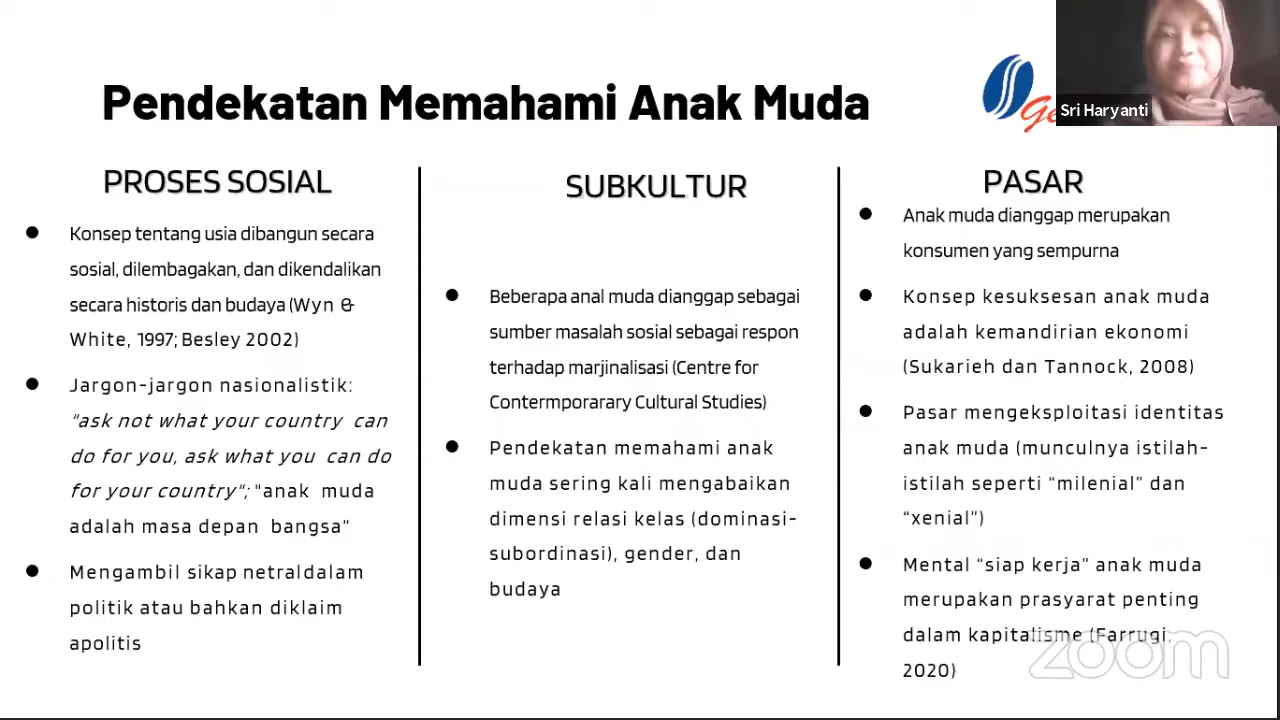 Pendekatan Memahami Anak Muda
Sri Haryanti
PROSES SOSIAL
Konsep tentang usia dibangun secara
sosial, dilembagakan, dan dikendalikan
secara historis dan budaya (Wyn &
White, 1997; Besley 2002)
Jargon-jargon nasionalistik:
"ask not what your country can
do for you, ask what you can do
for your country"; "anak muda
adalah masa depan bangsa"
Mengambil sikap netraldalam
politik atau bahkan diklaim
apolitis
SUBKULTUR
Beberapa anal muda dianggap sebagai
sumber masalah sosial sebagai respon
terhadap marjinalisasi (Centre for
Contermporarary Cultural Studies)
Pendekatan memahami anak
muda sering kali mengabaikan
dimensi relasi kelas (dominasi-
subordinasi), gender, dan
budaya
PASAR
Anak muda dianggap merupakan
konsumen yang sempurna
Konsep kesuksesan anak muda
adalah kemandirian ekonomi
(Sukarieh dan Tannock, 2008)
Pasar mengeksploitasi identitas
anak muda (munculnya istilah-
istilah seperti “milenial” dan
“xenial”)
Mental “siap kerja” anak muda
merupakan prasyarat penting
dalam kapitalisme (Farrugi,
2020)
zoom